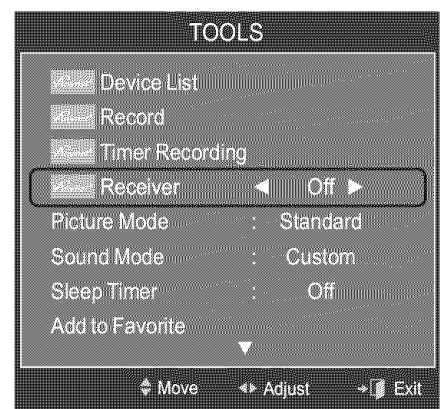 TOOLS
Device List
Record
Timer Recording
Receiver ◄ Off ►
Picture Mode : Standard
Sound Mode : Custom
Sleep Timer : Off
Add to Favorite
▼
Move Adjust Exit